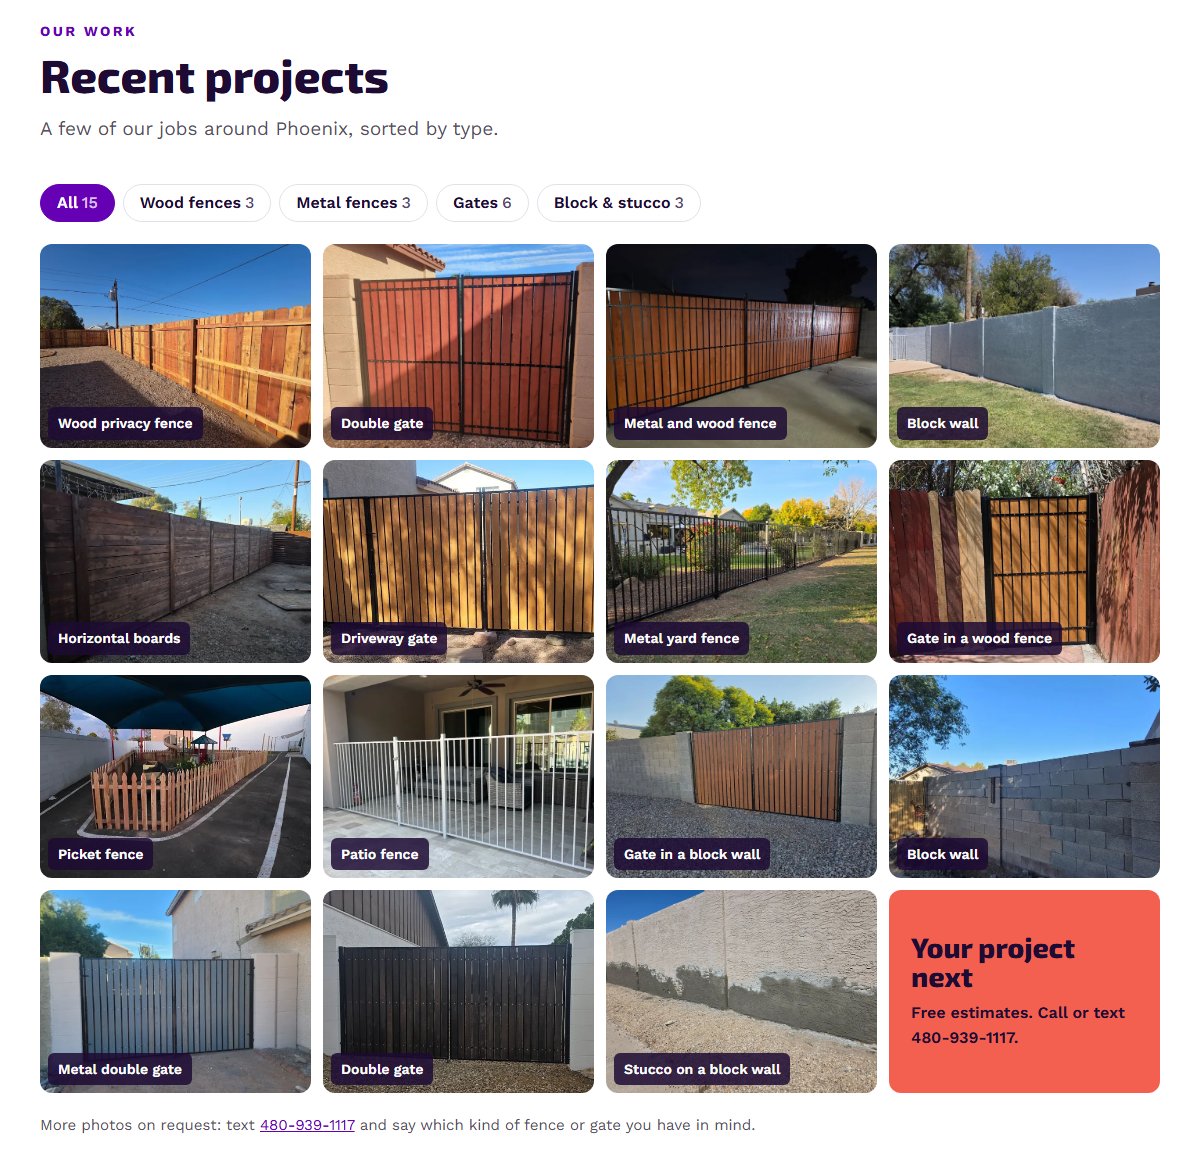 OUR WORK
Recent projects
A few of our jobs around Phoenix, sorted by type.
All 15
Wood fences 3
Metal fences 3
Gates 6
Block & stucco 3
Wood privacy fence
Double gate
Metal and wood fence
Block wall
Horizontal boards
Driveway gate
Metal yard fence
Gate in a wood fence
Picket fence
Patio fence
Gate in a block wall
Block wall
Metal double gate
Double gate
Stucco on a block wall
Your project
next
Free estimates. Call or text
480-939-1117.
More photos on request: text 480-939-1117 and say which kind of fence or gate you have in mind.